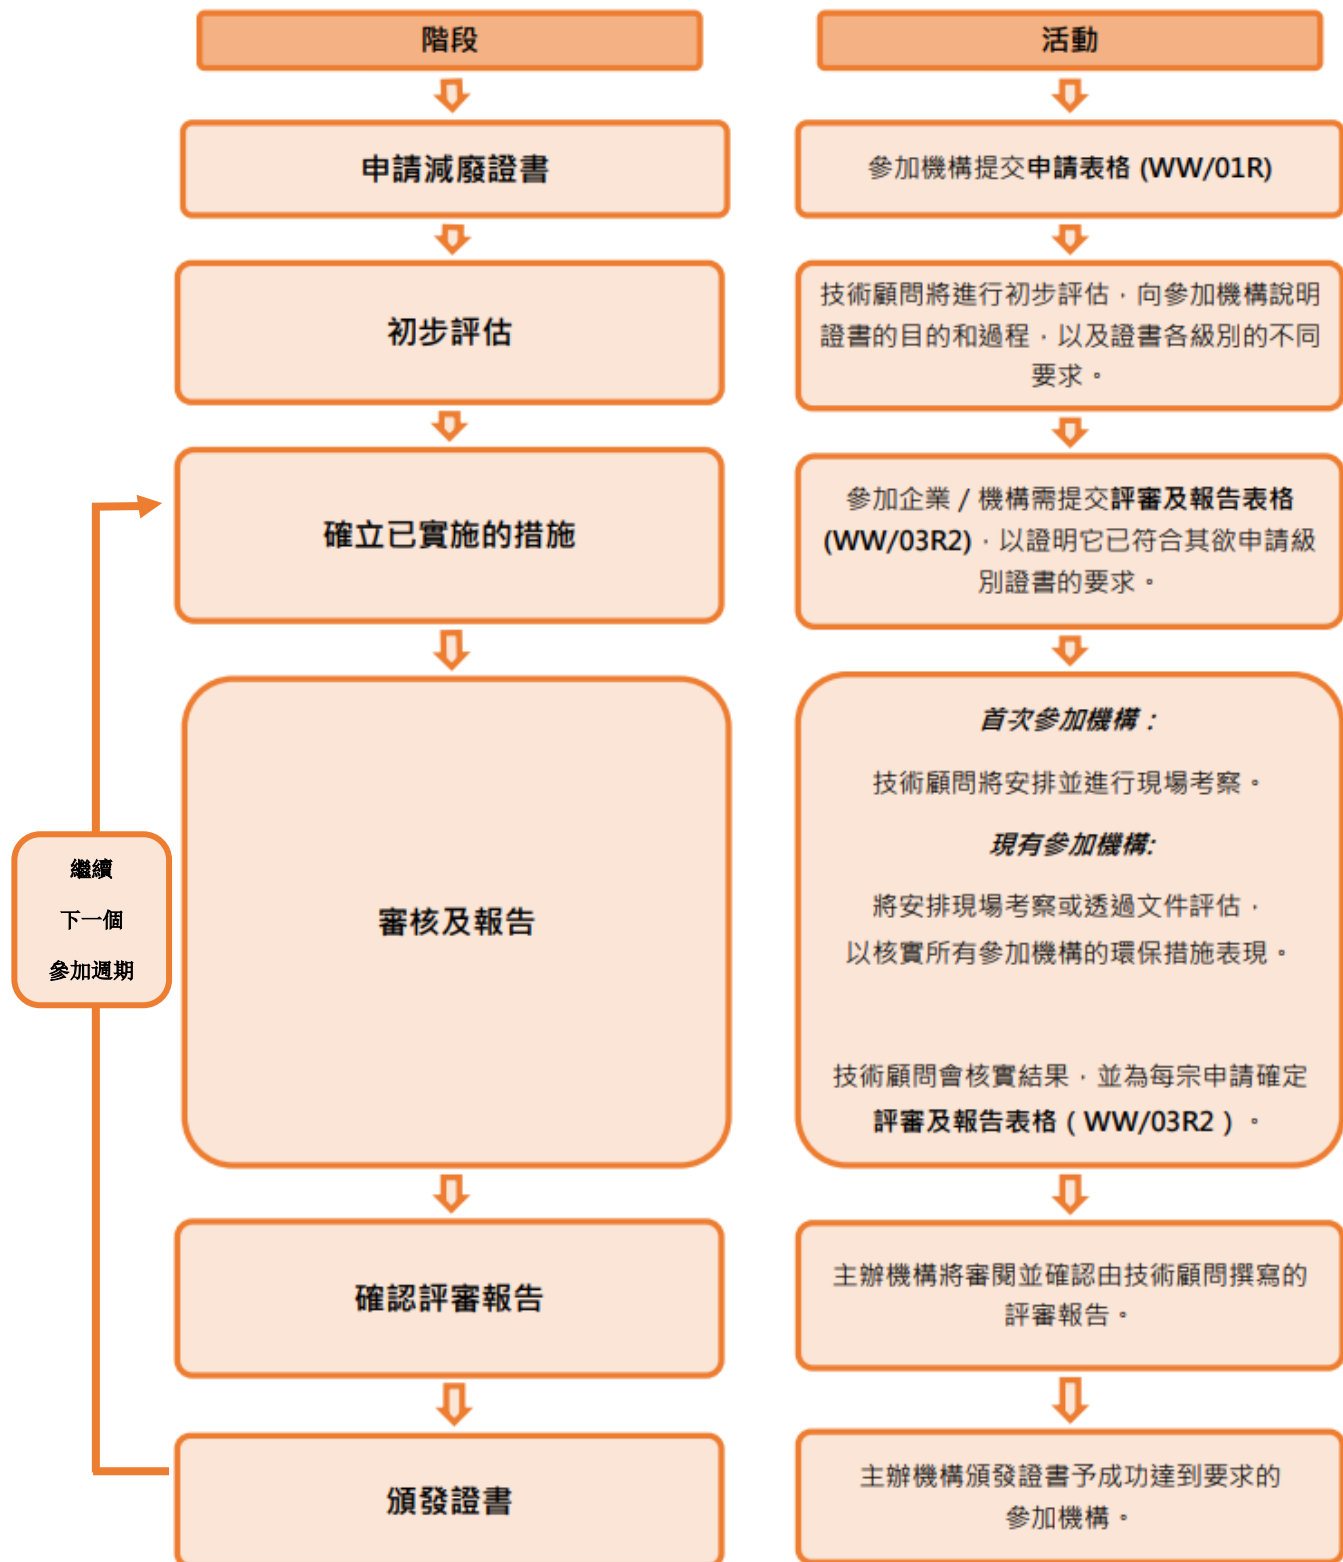 階段
活動
申請減廢證書
參加機構提交申請表格 (WW/01R)
初步評估
技術顧問將進行初步評估，向參加機構說明
證書的目的和過程，以及證書各級別的不同
要求。
確立已實施的措施
參加企業 / 機構需提交評審及報告表格
(WW/03R2)，以證明它已符合其欲申請級
別證書的要求。
繼續
下一個
參加週期
審核及報告
首次參加機構：
技術顧問將安排並進行現場考察。
現有參加機構:
將安排現場考察或透過文件評估，
以核實所有參加機構的環保措施表現。
技術顧問會核實結果，並為每宗申請確定
評審及報告表格（WW/03R2）。
確認評審報告
主辦機構將審閱並確認由技術顧問撰寫的
評審報告。
頒發證書
主辦機構頒發證書予成功達到要求的
參加機構。